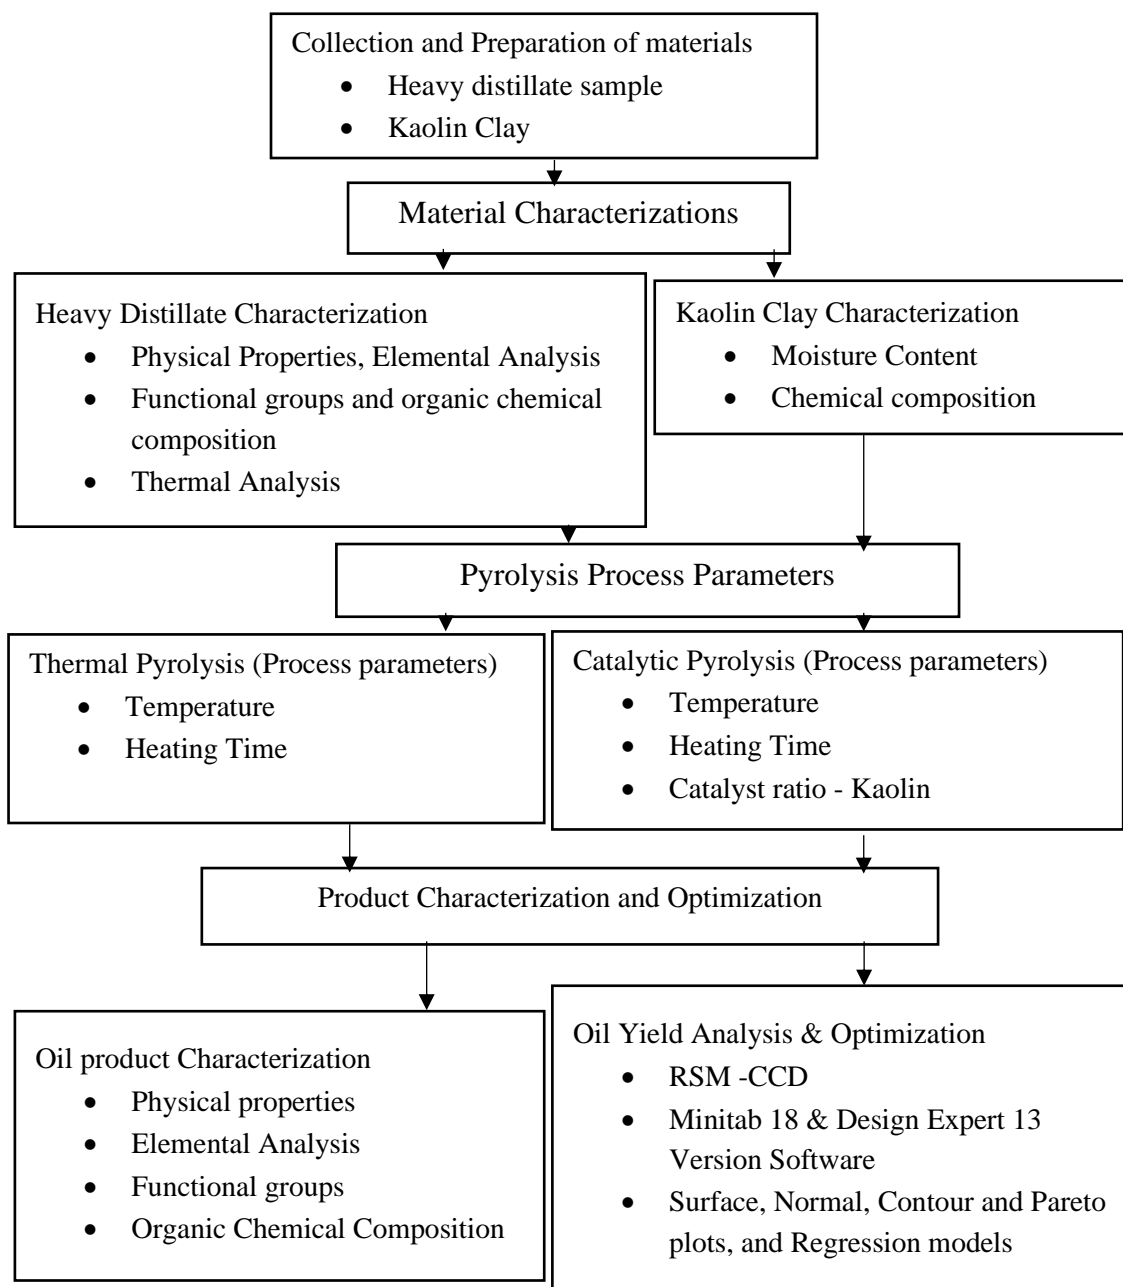 Collection and Preparation of materials
• Heavy distillate sample
• Kaolin Clay
Material Characterizations
Heavy Distillate Characterization
• Physical Properties, Elemental Analysis
• Functional groups and organic chemical
composition
• Thermal Analysis
Kaolin Clay Characterization
• Moisture Content
• Chemical composition
Pyrolysis Process Parameters
Thermal Pyrolysis (Process parameters)
• Temperature
• Heating Time
Catalytic Pyrolysis (Process parameters)
• Temperature
• Heating Time
• Catalyst ratio - Kaolin
Product Characterization and Optimization
Oil product Characterization
• Physical properties
• Elemental Analysis
• Functional groups
• Organic Chemical Composition
Oil Yield Analysis & Optimization
• RSM -CCD
• Minitab 18 & Design Expert 13
Version Software
• Surface, Normal, Contour and Pareto
plots, and Regression models